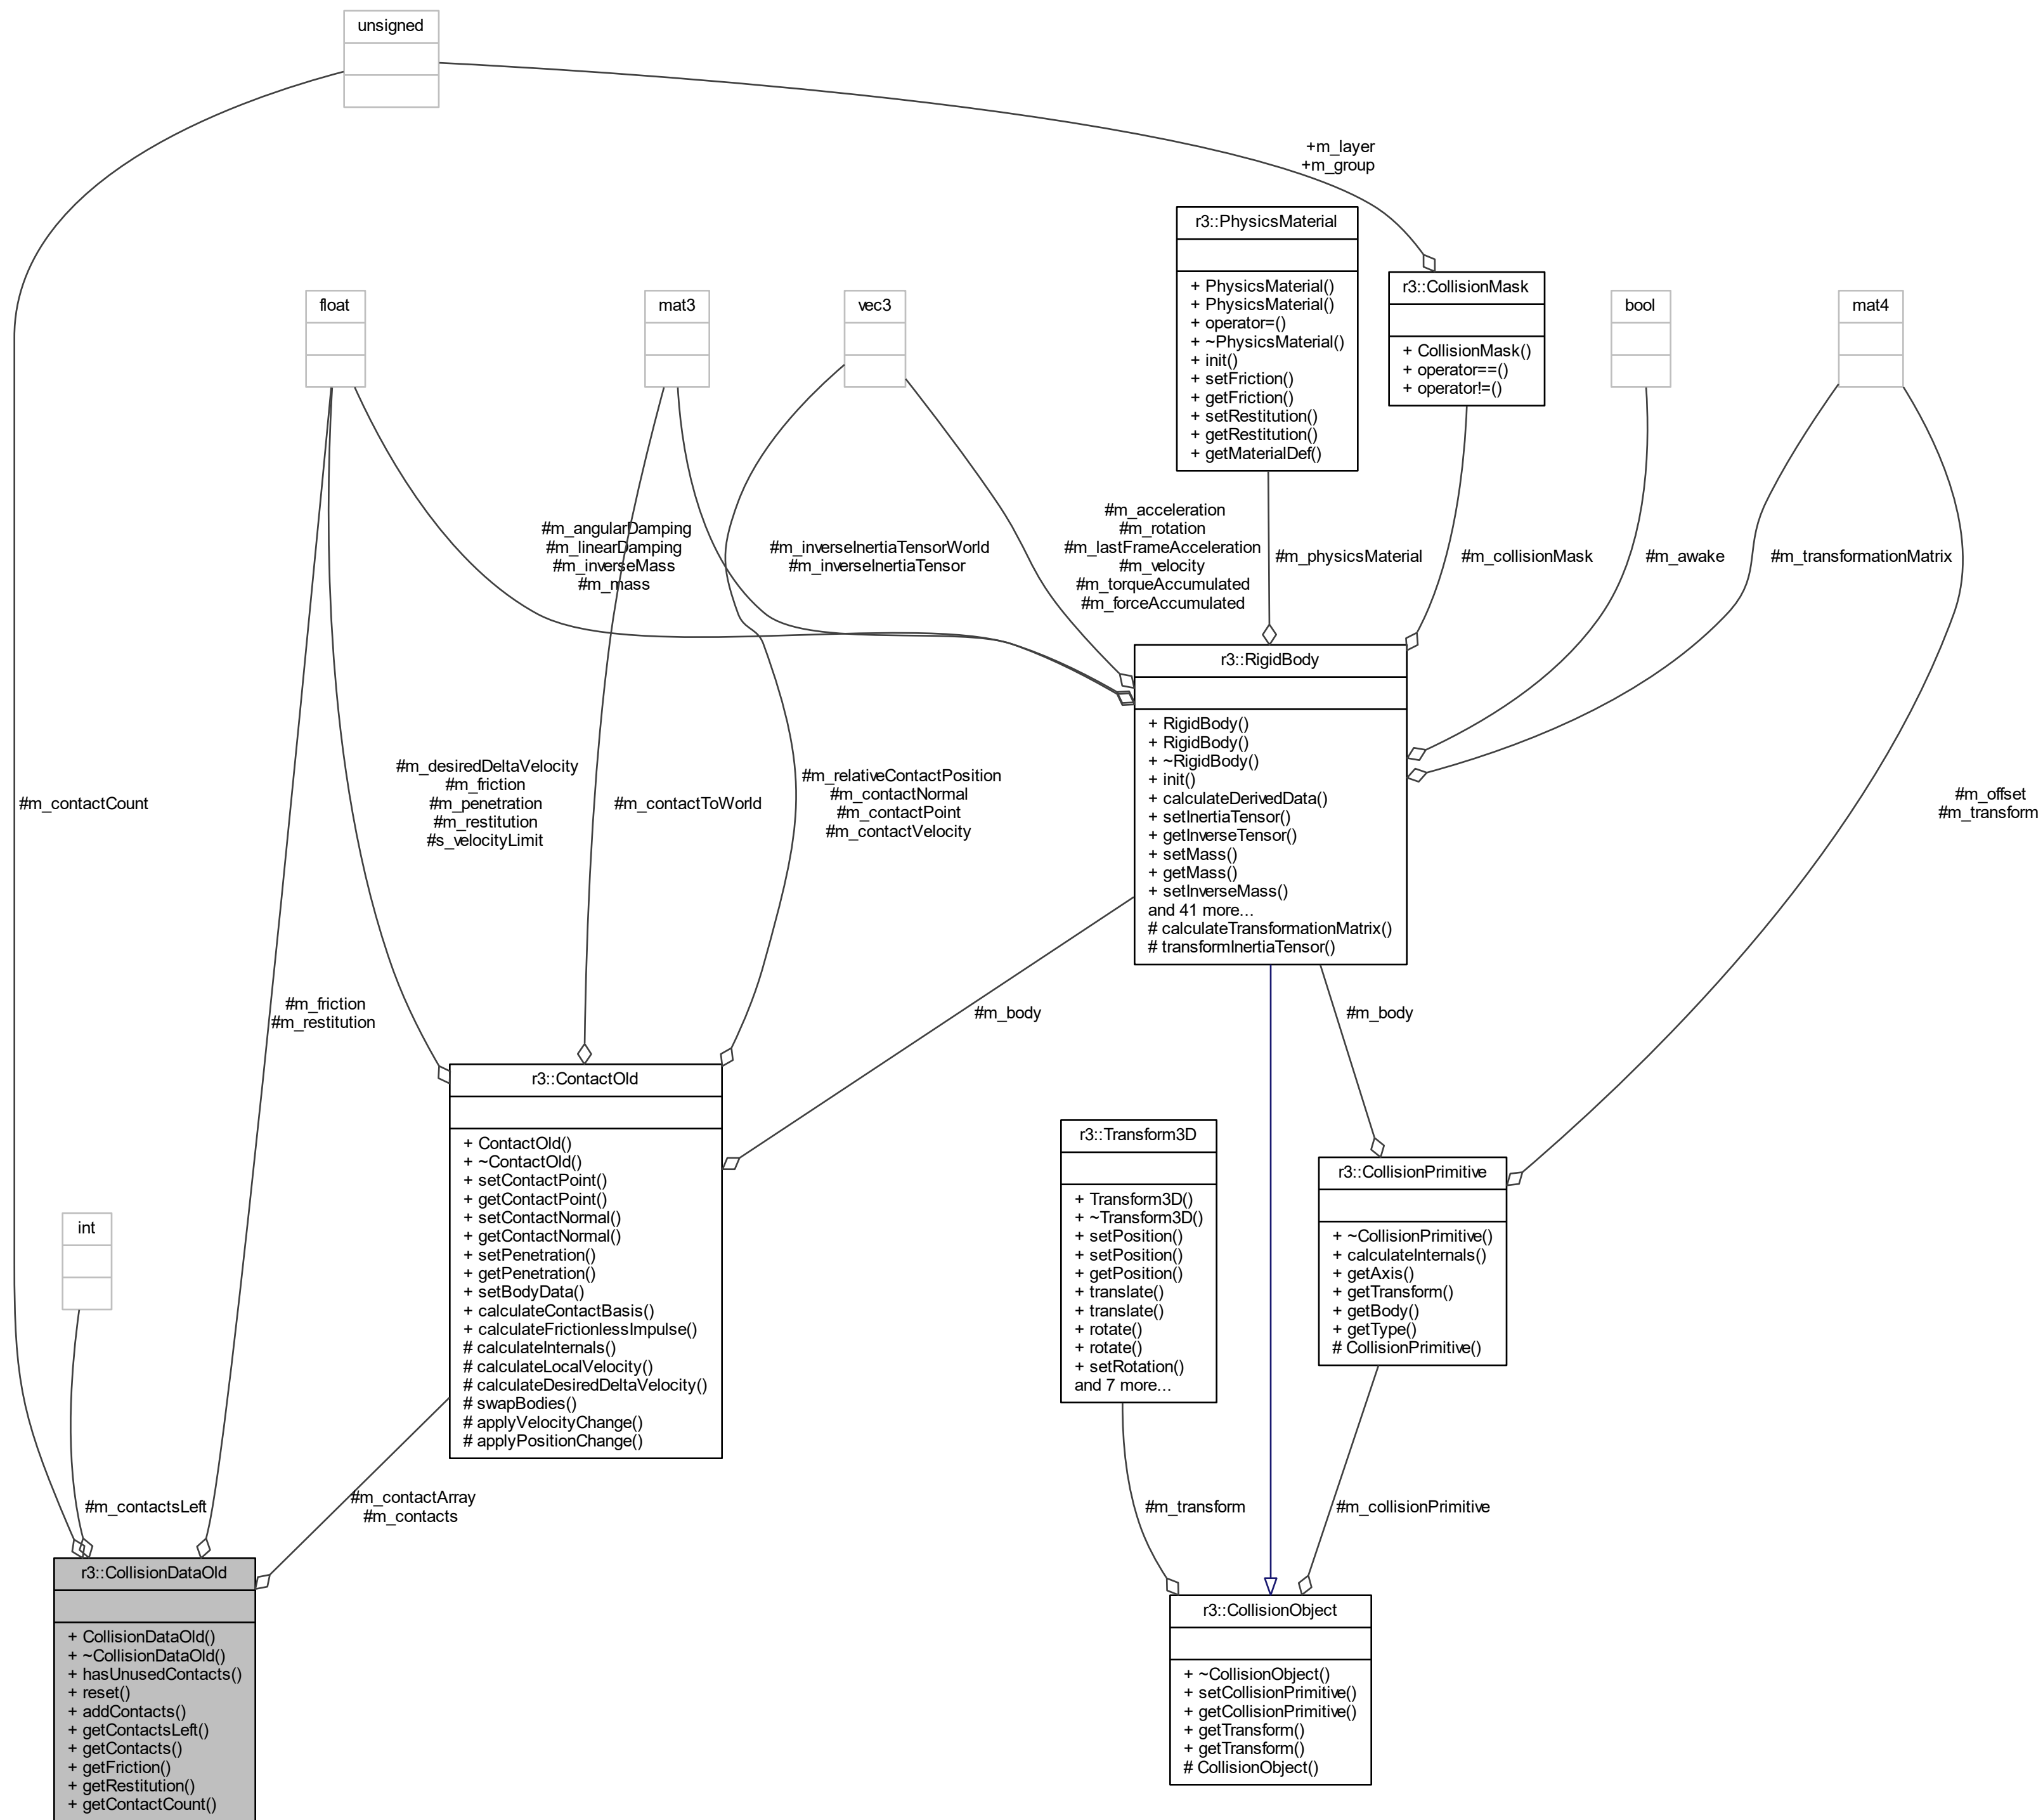 unsigned
+m_layer
+m_group
r3::PhysicsMaterial
+ PhysicsMaterial()
+ PhysicsMaterial()
+ operator=()
+ ~PhysicsMaterial()
+ init()
+ setFriction()
+ getFriction()
+ setRestitution()
+ getRestitution()
+ getMaterialDef()
r3::CollisionMask
+ CollisionMask()
+ operator==()
+ operator!=()
float
mat3
vec3
bool
mat4
#m_angularDamping
#m_linearDamping
#m_inverseMass
#m_mass
#m_inverseInertiaTensorWorld
#m_inverseInertiaTensor
#m_acceleration
#m_rotation
#m_lastFrameAcceleration
#m_velocity
#m_torqueAccumulated
#m_forceAccumulated
#m_physicsMaterial
#m_collisionMask
#m_awake
#m_transformationMatrix
r3::RigidBody
+ RigidBody()
+ RigidBody()
+ ~RigidBody()
+ init()
+ calculateDerivedData()
+ setInertiaTensor()
+ getInverseTensor()
+ setMass()
+ getMass()
+ setInverseMass()
and 41 more...
# calculateTransformationMatrix()
# transformInertiaTensor()
#m_contactCount
#m_desiredDeltaVelocity
#m_friction
#m_penetration
#m_restitution
#s_velocityLimit
#m_contactToWorld
#m_relativeContactPosition
#m_contactNormal
#m_contactPoint
#m_contactVelocity
#m_offset
#m_transform
#m_friction
#m_restitution
#m_body
#m_body
r3::ContactOld
+ ContactOld()
+ ~ContactOld()
+ setContactPoint()
+ getContactPoint()
+ setContactNormal()
+ getContactNormal()
+ setPenetration()
+ getPenetration()
+ setBodyData()
+ calculateContactBasis()
+ calculateFrictionlessImpulse()
# calculateInternals()
# calculateLocalVelocity()
# calculateDesiredDeltaVelocity()
# swapBodies()
# applyVelocityChange()
# applyPositionChange()
r3::Transform3D
+ Transform3D()
+ ~Transform3D()
+ setPosition()
+ setPosition()
+ getPosition()
+ translate()
+ translate()
+ rotate()
+ rotate()
+ setRotation()
and 7 more...
r3::CollisionPrimitive
+ ~CollisionPrimitive()
+ calculateInternals()
+ getAxis()
+ getTransform()
+ getBody()
+ getType()
# CollisionPrimitive()
int
#m_contactsLeft
#m_contactArray
#m_contacts
#m_transform
#m_collisionPrimitive
r3::CollisionDataOld
+ CollisionDataOld()
+ ~CollisionDataOld()
+ hasUnusedContacts()
+ reset()
+ addContacts()
+ getContactsLeft()
+ getContacts()
+ getFriction()
+ getRestitution()
+ getContactCount()
r3::CollisionObject
+ ~CollisionObject()
+ setCollisionPrimitive()
+ getCollisionPrimitive()
+ getTransform()
+ getTransform()
# CollisionObject()